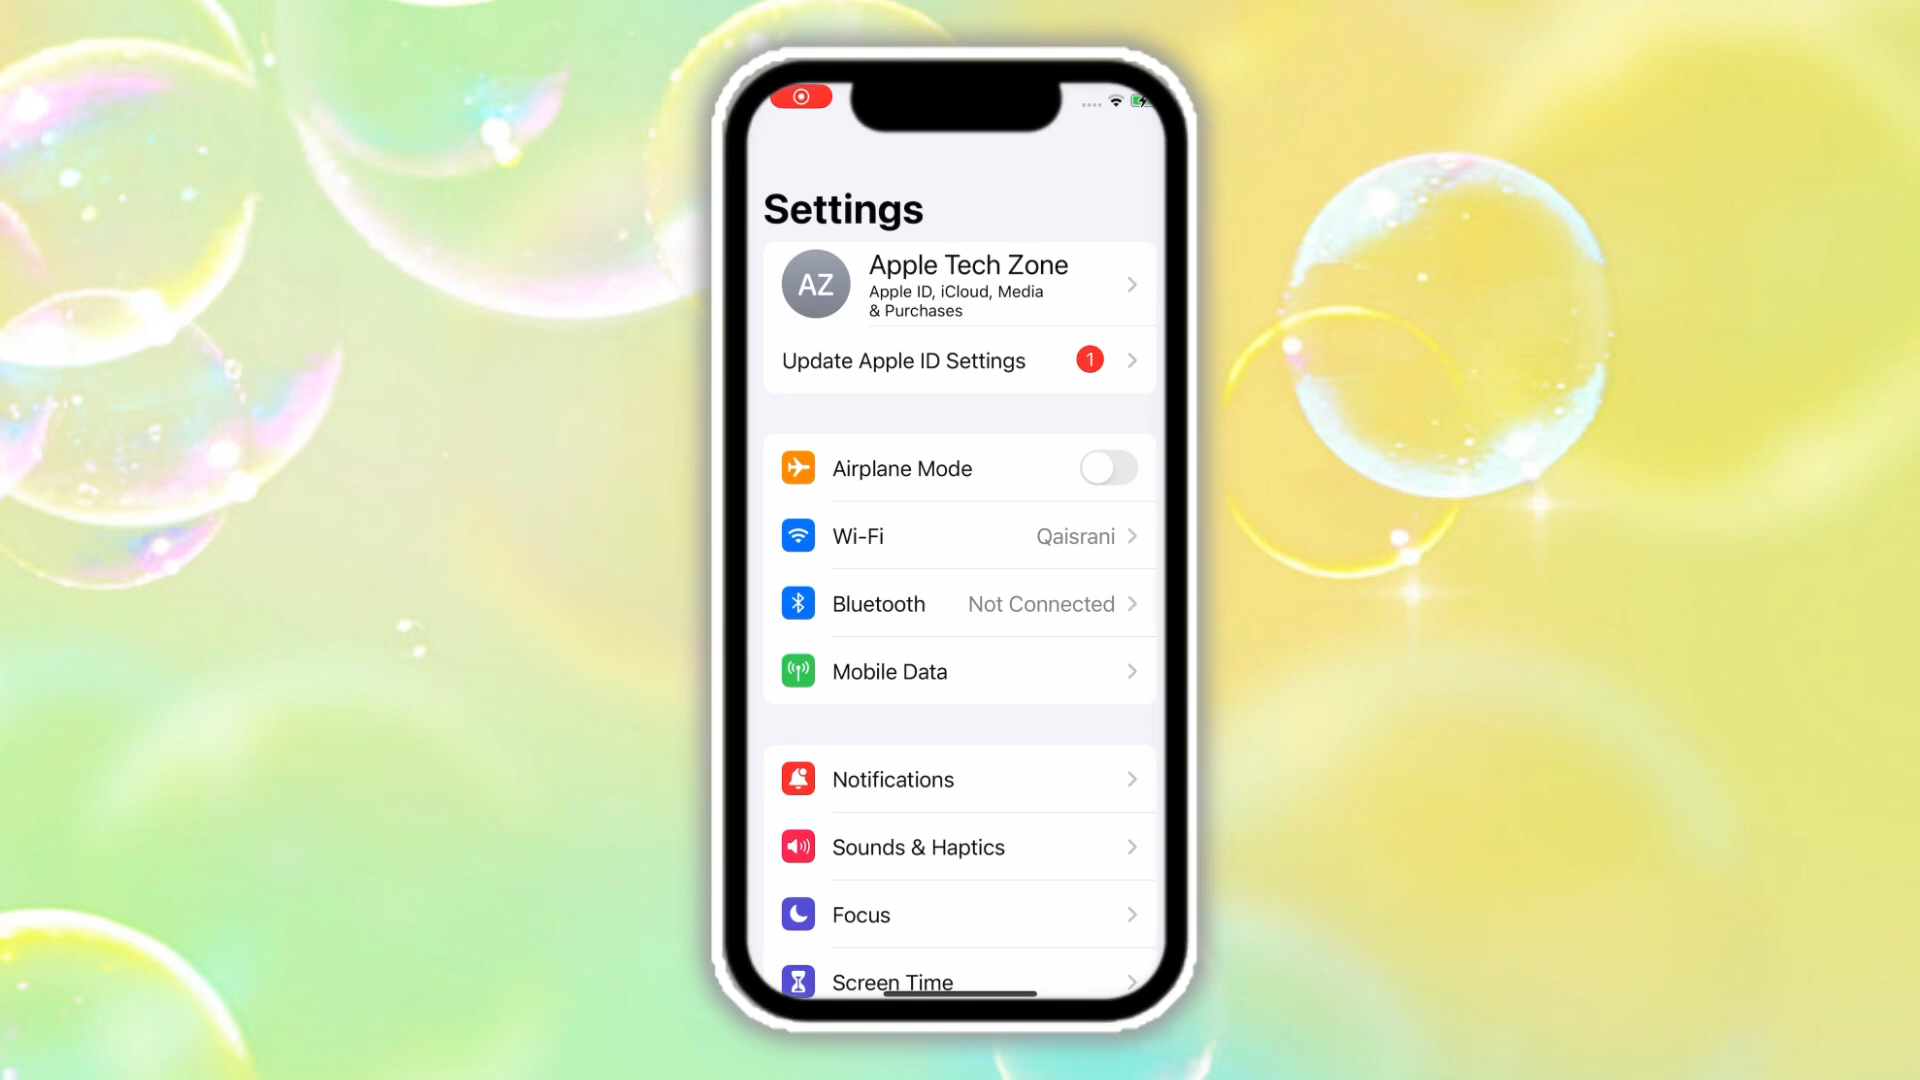 Settings
AZ
Apple Tech Zone
Apple ID, iCloud, Media
& Purchases
Update Apple ID Settings 1
Airplane Mode
Wi-Fi Qaisrani
Bluetooth Not Connected
Mobile Data
Notifications
Sounds & Haptics
Focus
Screen Time